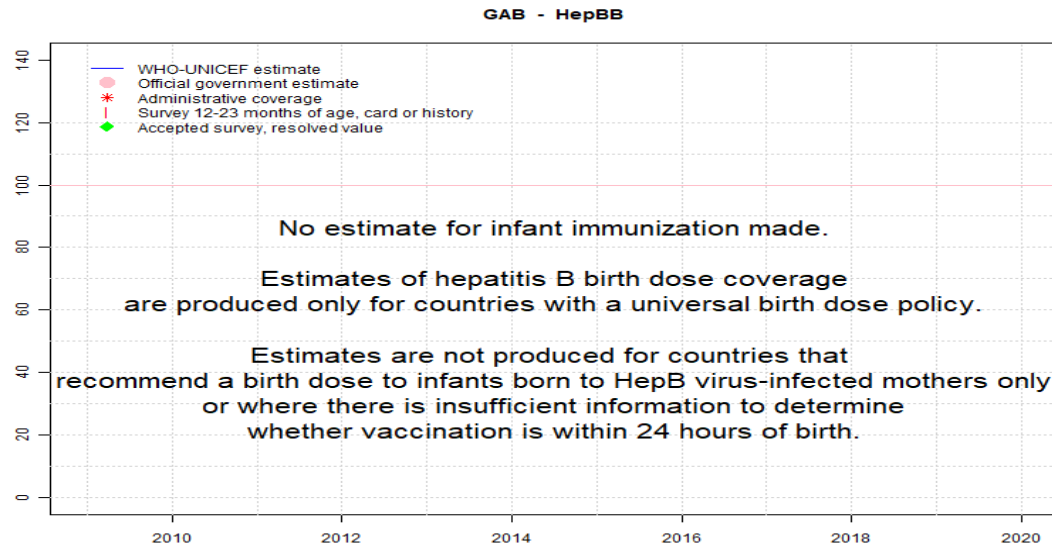 GAB - HepBB
WHO-UNICEF estimate
Official government estimate
Administrative coverage
Survey 12-23 months of age, card or history
Accepted survey, resolved value
140
120
100
80
60
40
20
0
No estimate for infant immunization made.
Estimates of hepatitis B birth dose coverage
are produced only for countries with a universal birth dose policy.
Estimates are not produced for countries that
recommend a birth dose to infants born to HepB virus-infected mothers only
or where there is insufficient information to determine
whether vaccination is within 24 hours of birth.
2010 2012 2014 2016 2018 2020